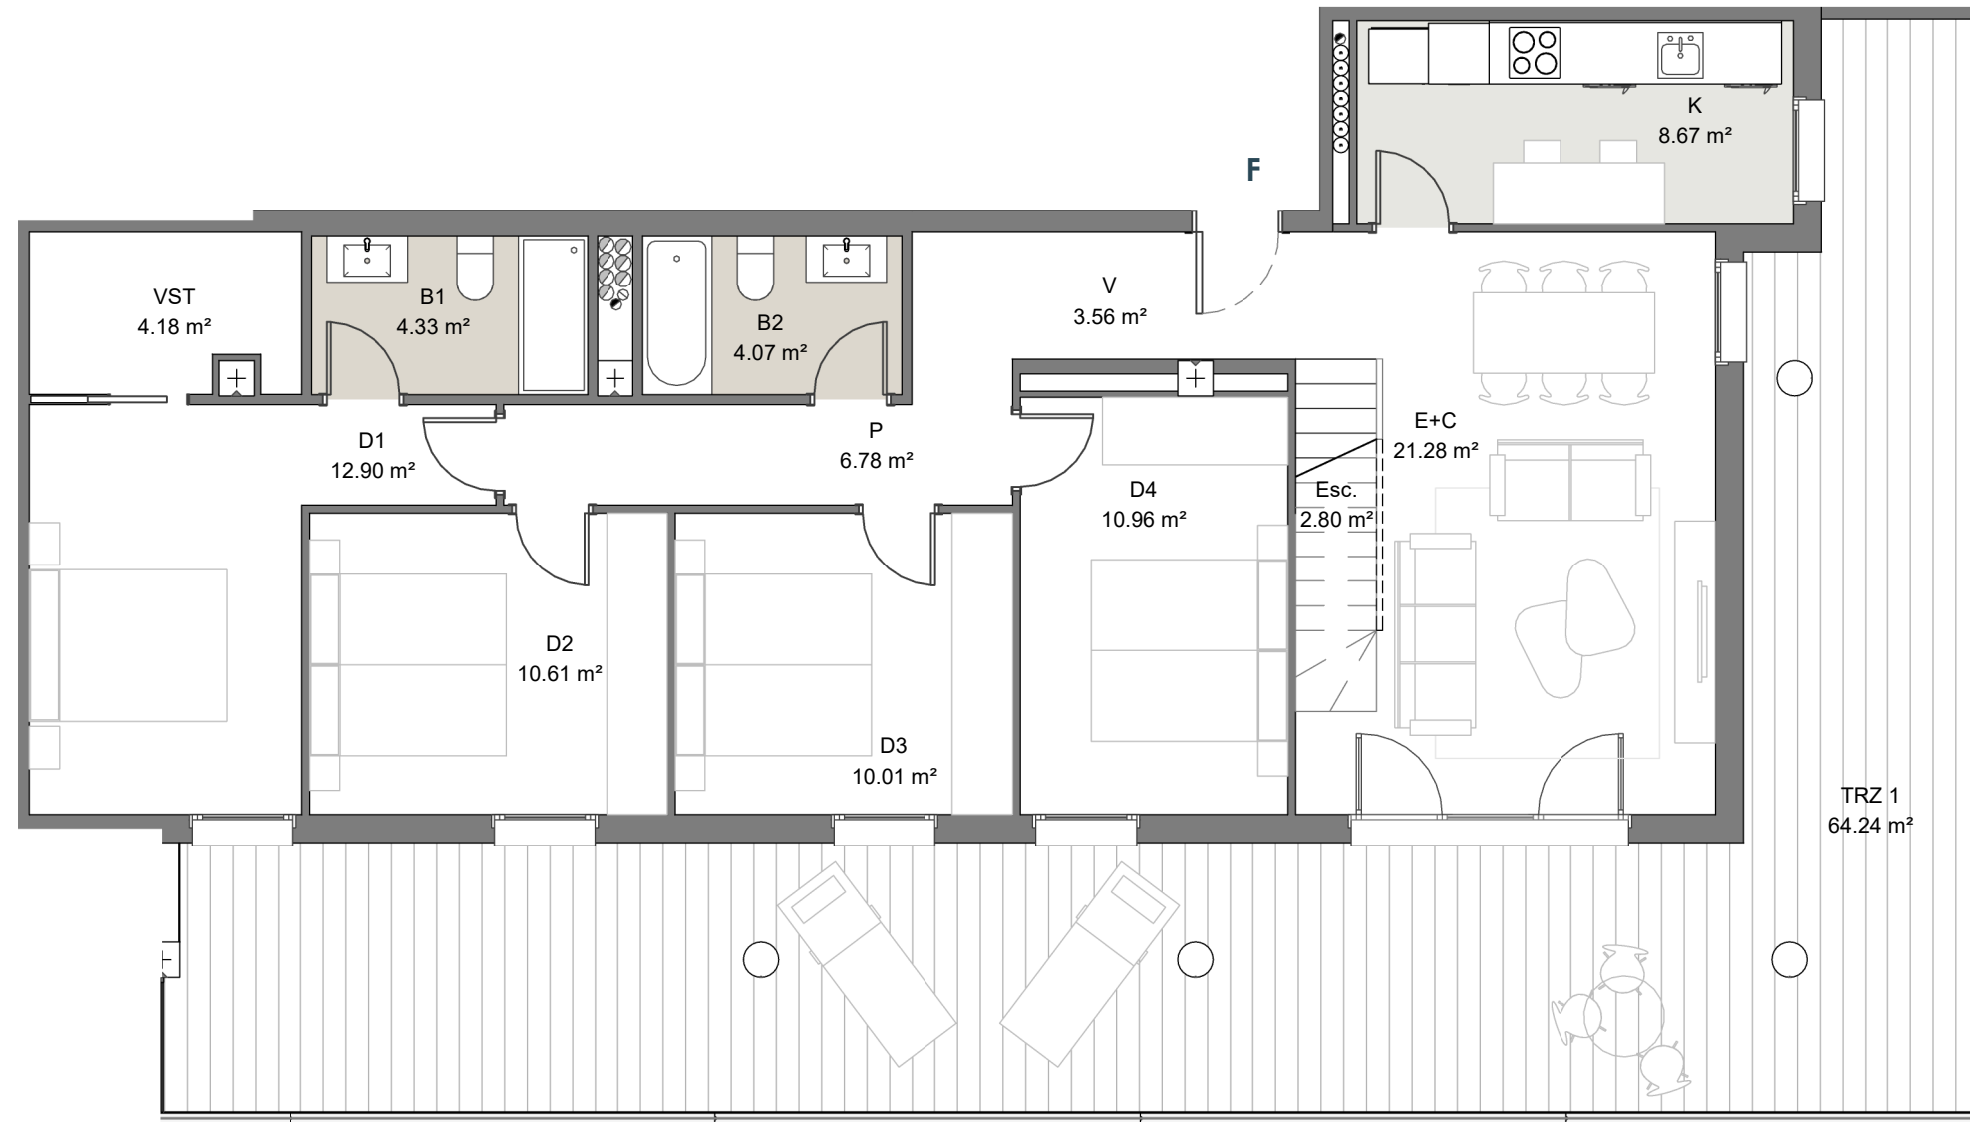 K
8.67 m²
F
VST
4.18 m²
B1
4.33 m²
B2
4.07 m²
V
3.56 m²
D1
12.90 m²
P
6.78 m²
E+C
21.28 m²
D4
10.96 m²
Esc.
2.80 m²
D2
10.61 m²
D3
10.01 m²
TRZ 1
64.24 m²